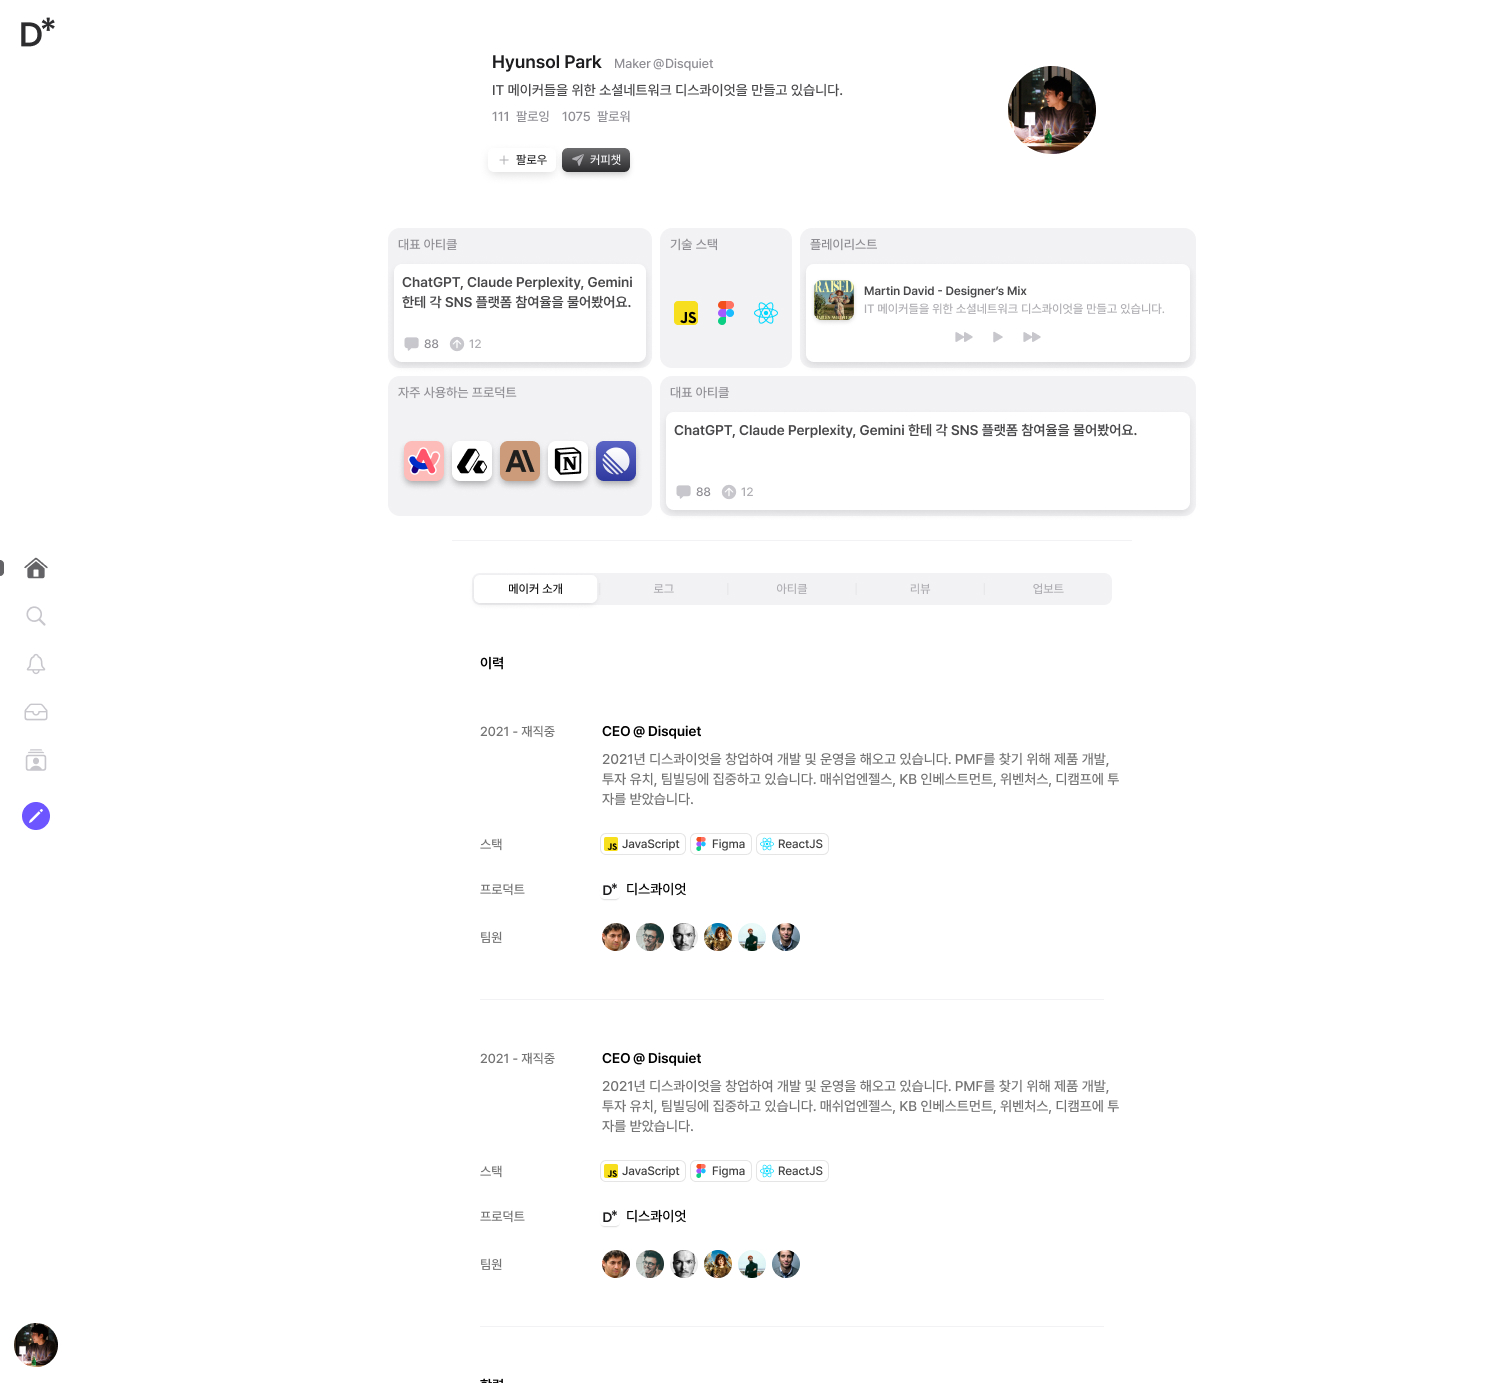 D*
Hyunsol Park Maker@Disquiet
IT 메이커들을 위한 소셜네트워크 디스콰이엇을 만들고 있습니다.
111 팔로잉 1075 팔로워
팔로우 커피챗
대표 아티클
ChatGPT, Claude Perplexity, Gemini
한테 각 SNS 플랫폼 참여율을 물어봤어요.
88 12
기술 스택
JS
플레이리스트
RAISED
Martin David - Designer's Mix
IT 메이커들을 위한 소셜네트워크 디스콰이엇을 만들고 있습니다.
자주 사용하는 프로덕트
A\ N
대표 아티클
ChatGPT, Claude Perplexity, Gemini 한테 각 SNS 플랫폼 참여율을 물어봤어요.
88 12
메이커 소개 로그 아티클 리뷰 업보트
이력
2021 - 재직중 CEO @ Disquiet
2021년 디스콰이엇을 창업하여 개발 및 운영을 해오고 있습니다. PMF를 찾기 위해 제품 개발,
투자 유치, 팀빌딩에 집중하고 있습니다. 매쉬업엔젤스, KB 인베스트먼트, 위벤처스, 디캠프에 투
자를 받았습니다.
스택 JS JavaScript Figma ReactJS
프로덕트 D* 디스콰이엇
팀원
2021 - 재직중 CEO @ Disquiet
2021년 디스콰이엇을 창업하여 개발 및 운영을 해오고 있습니다. PMF를 찾기 위해 제품 개발,
투자 유치, 팀빌딩에 집중하고 있습니다. 매쉬업엔젤스, KB 인베스트먼트, 위벤처스, 디캠프에 투
자를 받았습니다.
스택 JS JavaScript Figma ReactJS
프로덕트 D* 디스콰이엇
팀원